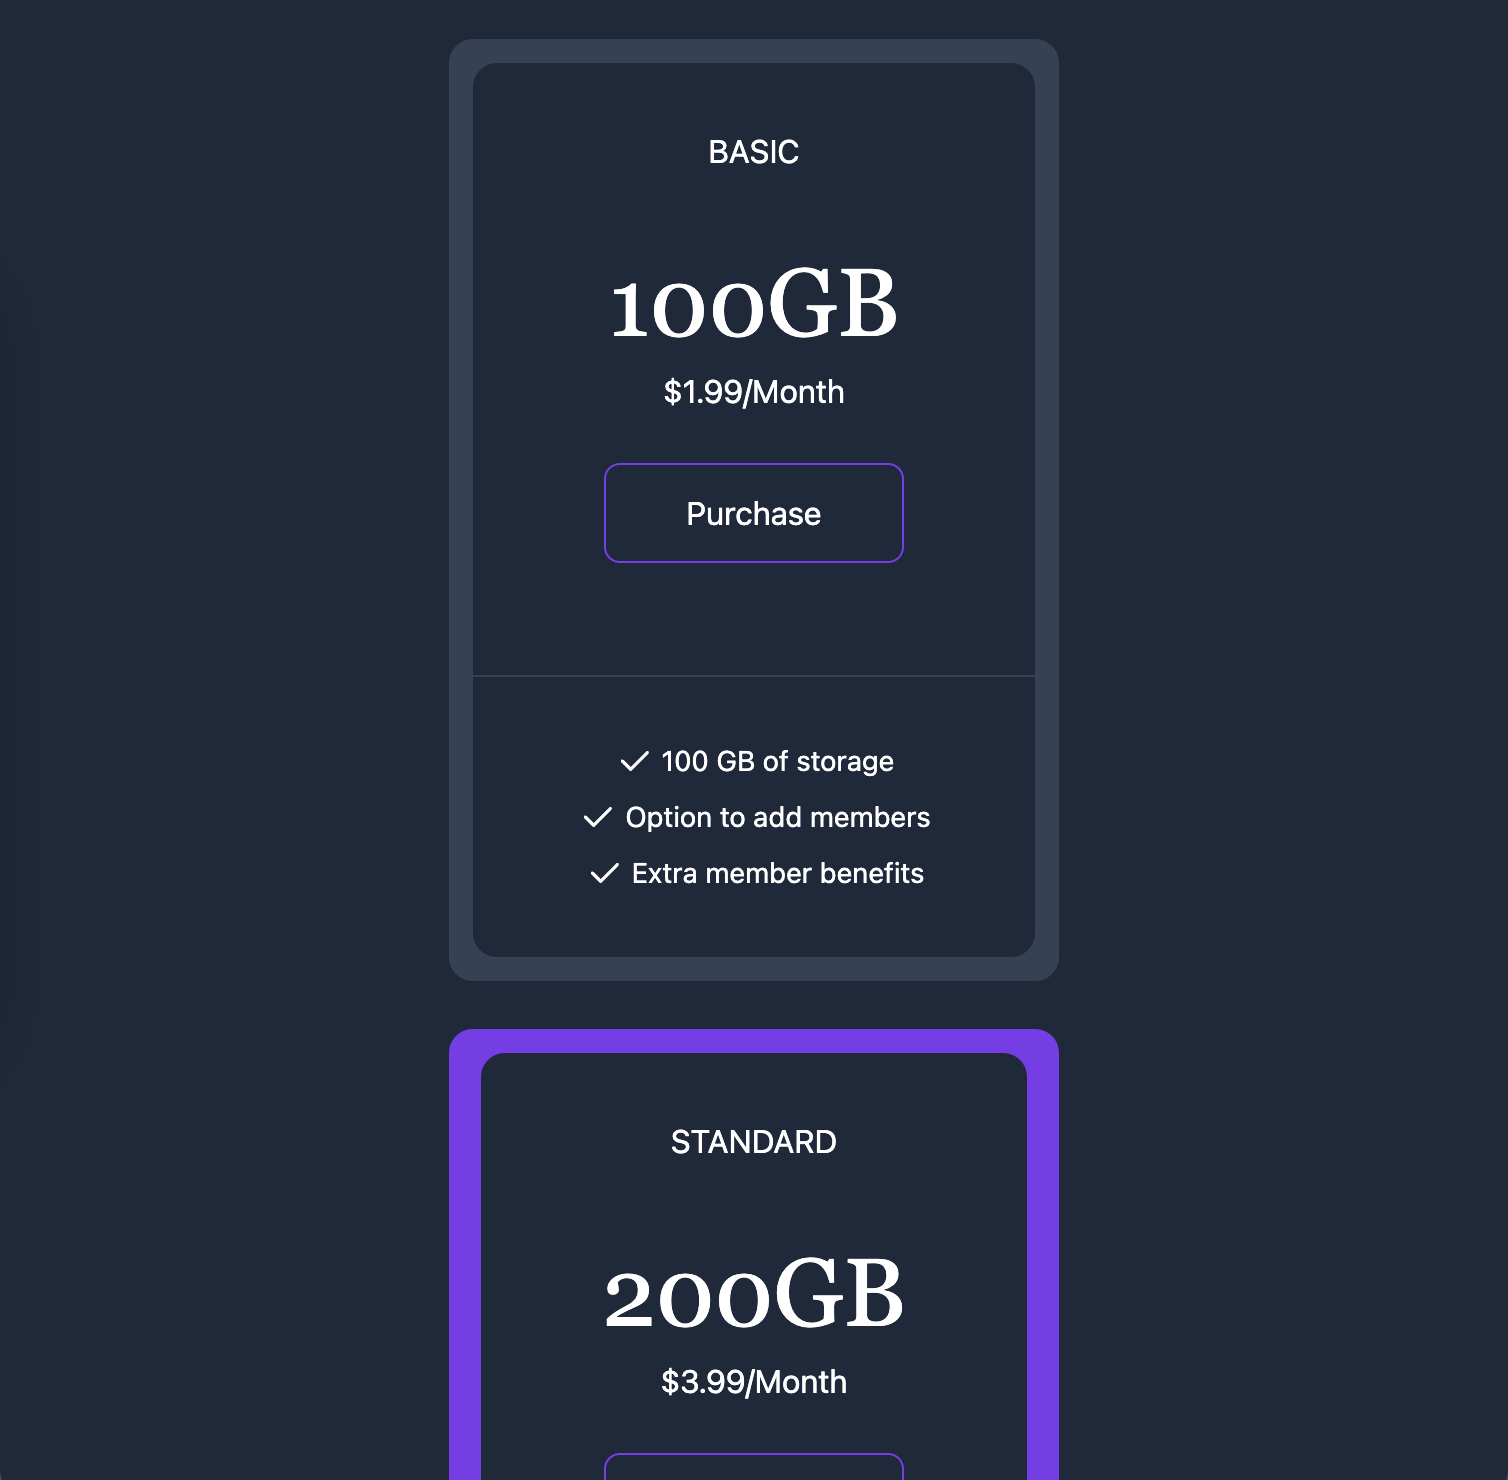 BASIC
100GB
$1.99/Month
Purchase
100 GB of storage
Option to add members
Extra member benefits
STANDARD
200GB
$3.99/Month